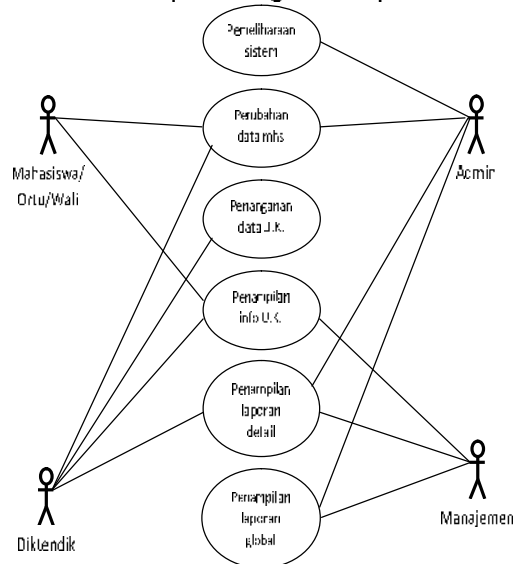 Pemeliharaan
sistem
Perubahan
data mhs
Mahasiswa/
Ortu/Wali
Admin
Penanganan
data U.K.
Penampilan
info U.K.
Penampilan
laporan
detail
Penampilan
laporan
global
Diklendik
Manajemen